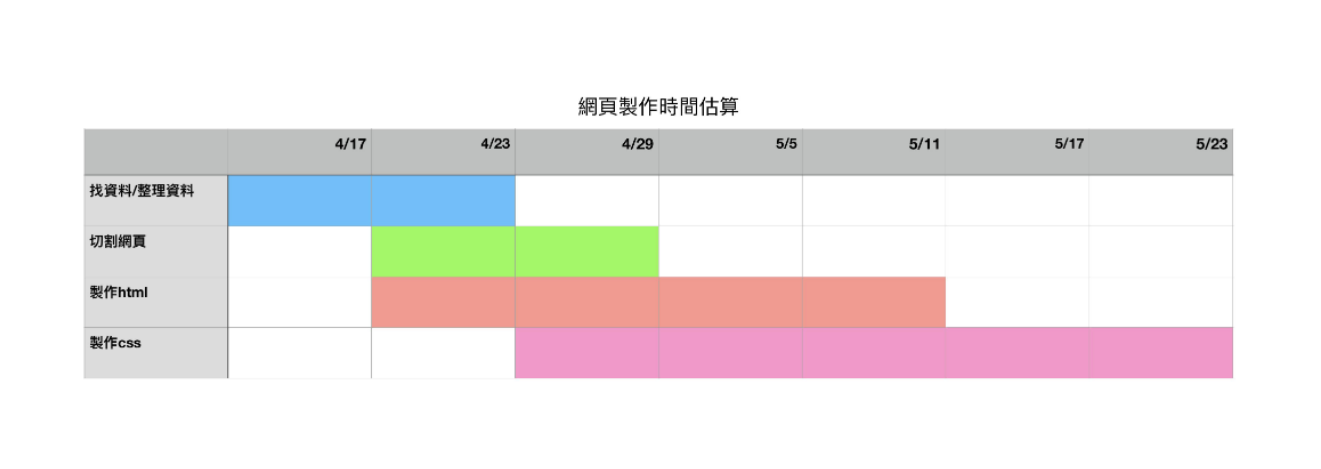 網頁製作時間估算
4/17 4/23 4/29 5/5 5/11 5/17 5/23
找資料/整理資料
切割網頁
製作html
製作css